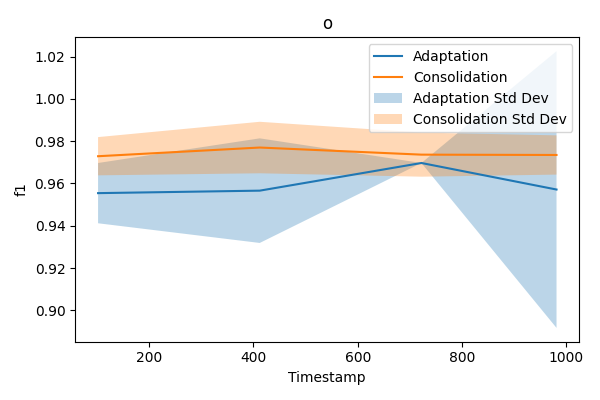 o
f1
1.02
1.00
0.98
0.96
0.94
0.92
0.90
Adaptation
Consolidation
Adaptation Std Dev
Consolidation Std Dev
200
400
600
800
1000
Timestamp